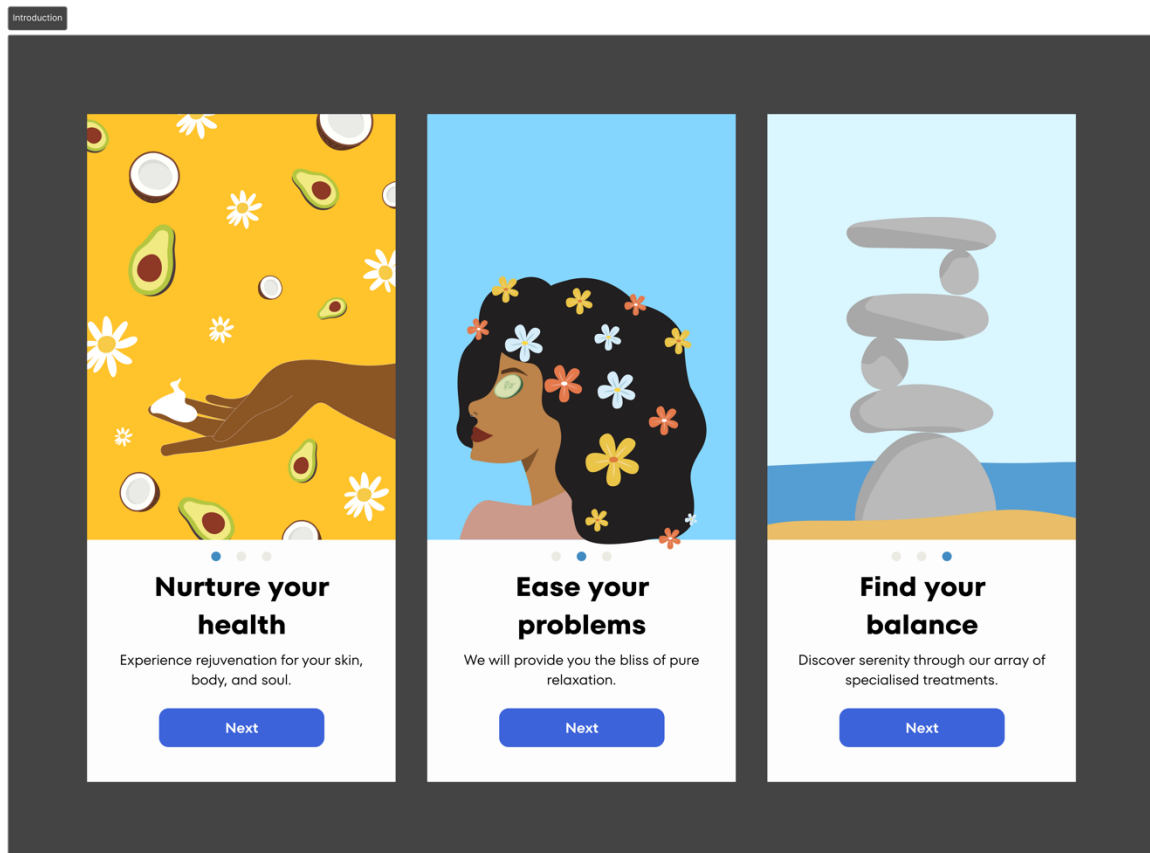 Introduction
Nurture your
health
Experience rejuvenation for your skin,
body, and soul.
Next
Ease your
problems
We will provide you the bliss of pure
relaxation.
Next
Find your
balance
Discover serenity through our array of
specialised treatments.
Next